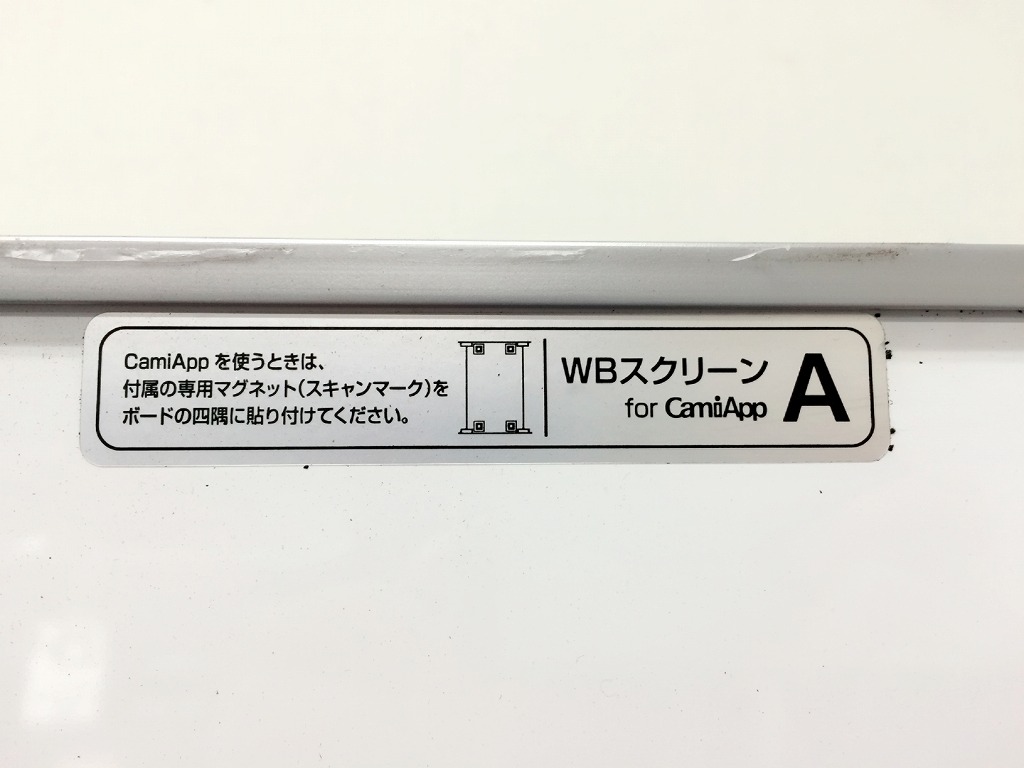 CamiApp を使うときは、
付属の専用マグネット(スキャンマーク)を
ボードの四隅に貼り付けてください。
WBスクリーン
for CamiApp
A